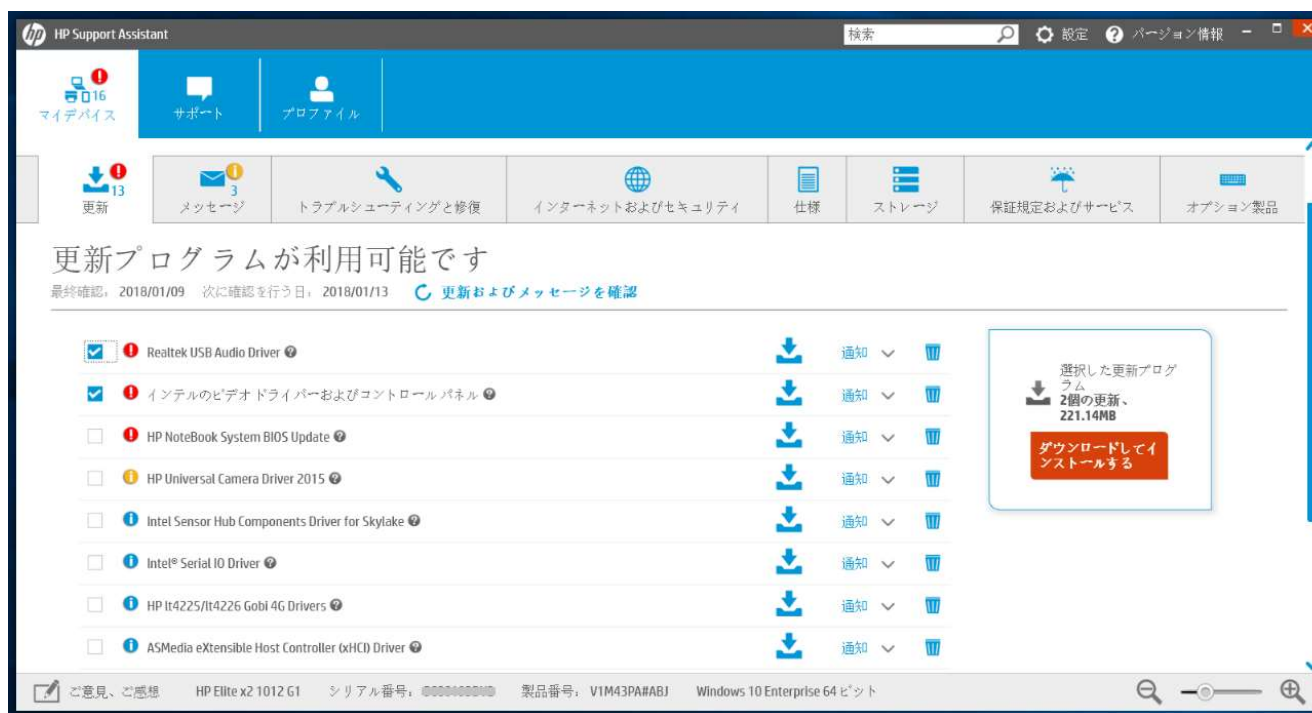 hp HP Support Assistant 検索 設定 バージョン情報
16
マイデバイス サポート プロファイル
13 3
更新 メッセージ トラブルシューティングと修復 インターネットおよびセキュリティ 仕様 ストレージ 保証規定およびサービス オプション製品
更新プログラムが利用可能です
最終確認: 2018/01/09 次に確認を行う日: 2018/01/13 更新およびメッセージを確認
Realtek USB Audio Driver 通知
インテルのビデオ ドライバーおよびコントロール パネル 通知
HP NoteBook System BIOS Update 通知
HP Universal Camera Driver 2015 通知
Intel Sensor Hub Components Driver for Skylake 通知
Intel® Serial IO Driver 通知
HP lt4225/lt4226 Gobi 4G Drivers 通知
ASMedia eXtensible Host Controller (xHCI) Driver 通知
選択した更新プログ
ラム
2個の更新、
221.14MB
ダウンロードしてイ
ンストールする
ご意見、ご感想 HP Elite x2 1012 G1 シリアル番号: 製品番号: V1M43PA#ABJ Windows 10 Enterprise 64 ビット